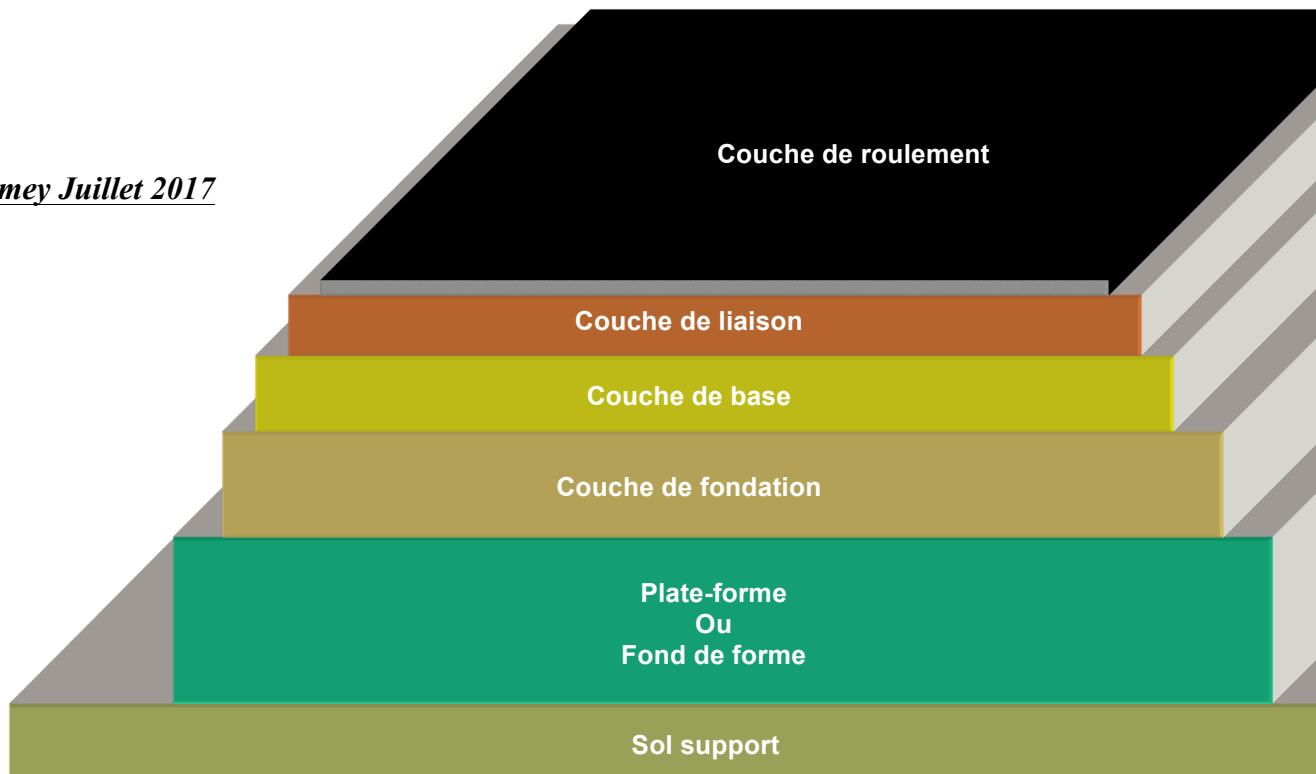 Couche de roulement
mey Juillet 2017
Couche de liaison
Couche de base
Couche de fondation
Plate-forme
Ou
Fond de forme
Sol support